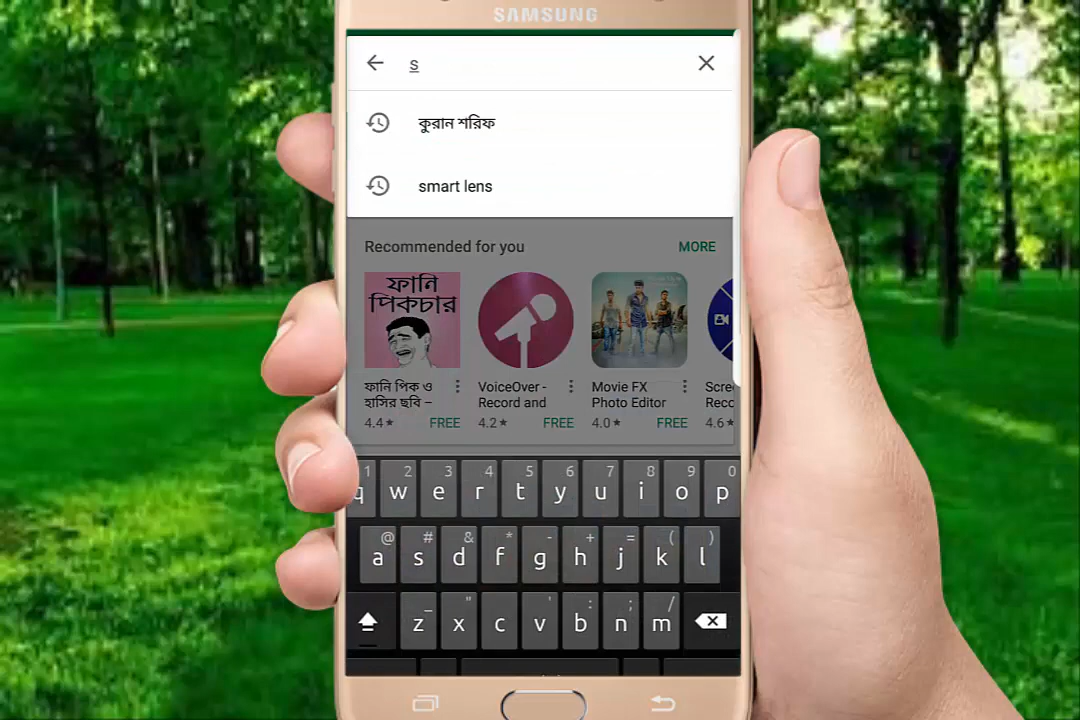 SAMSUNG
s
কুরান শরিফ
smart lens
Recommended for you
MORE
ফানি
পিকচার
ফানি পিক ও
হাসির ছবি –
4.4★ FREE
VoiceOver -
Record and
4.2★ FREE
Movie FX
Photo Editor
4.0★ FREE
Scre
Reco
4.6★
1 2 3 4 5 6 7 8 9 0
q w e r t y u i o p
@ # & * - + = ( )
a s d f g h j k l
_ " ' : ; /
z x c v b n m